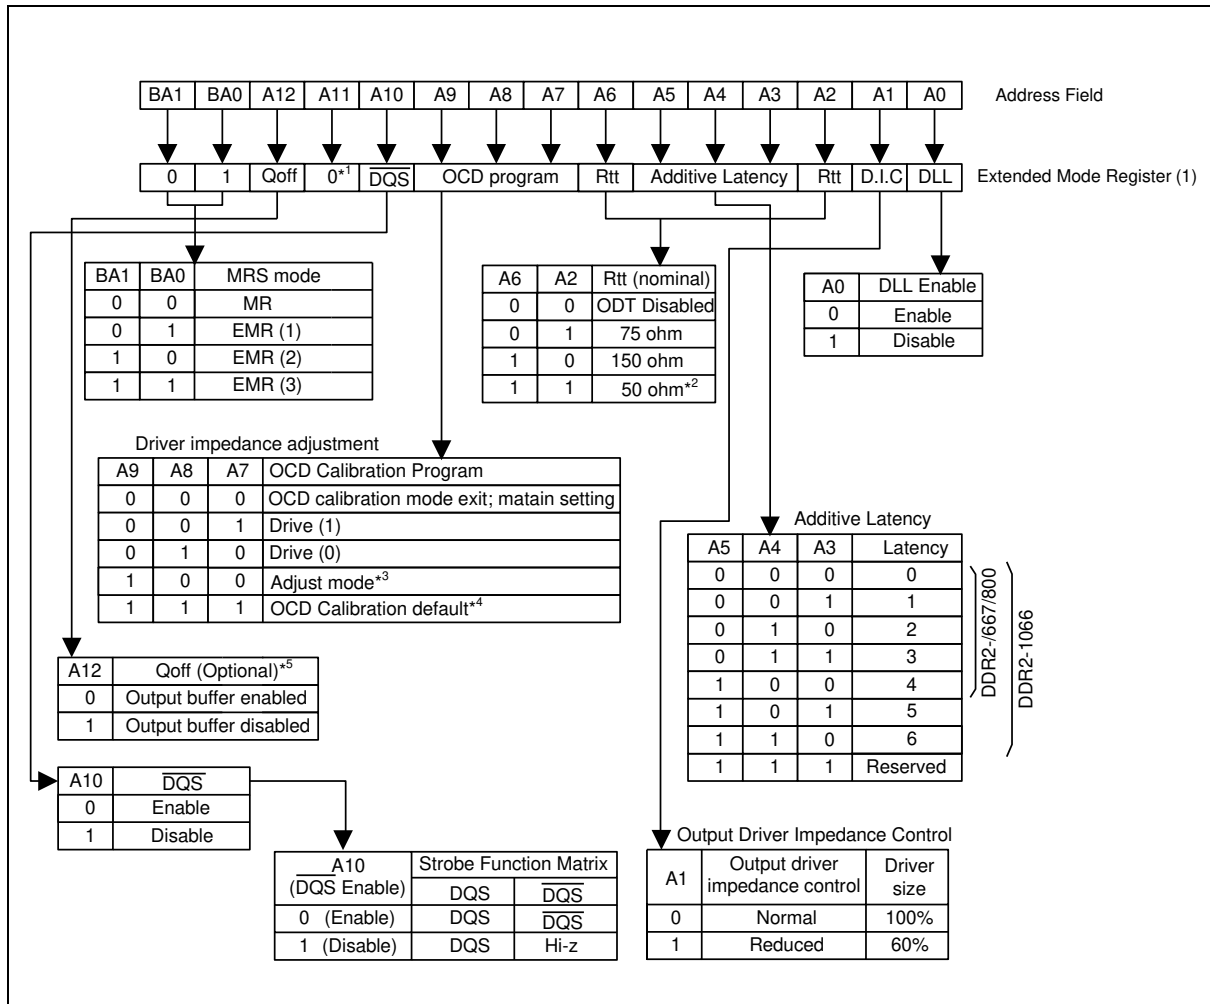 BA1 BA0 A12 A11 A10 A9 A8 A7 A6 A5 A4 A3 A2 A1 A0 Address Field
0 1 Qoff 0*1 DQS OCD program Rtt Additive Latency Rtt D.I.C DLL Extended Mode Register (1)
BA1 BA0 MRS mode
0 0 MR
0 1 EMR (1)
1 0 EMR (2)
1 1 EMR (3)
A6 A2 Rtt (nominal)
0 0 ODT Disabled
0 1 75 ohm
1 0 150 ohm
1 1 50 ohm*2
A0 DLL Enable
0 Enable
1 Disable
Driver impedance adjustment
A9 A8 A7 OCD Calibration Program
0 0 0 OCD calibration mode exit; matain setting
0 0 1 Drive (1)
0 1 0 Drive (0)
1 0 0 Adjust mode*3
1 1 1 OCD Calibration default*4
Additive Latency
A5 A4 A3 Latency
0 0 0 0
0 0 1 1
0 1 0 2
0 1 1 3
1 0 0 4
1 0 1 5
1 1 0 6
1 1 1 Reserved
DDR2-/667/800
DDR2-1066
A12 Qoff (Optional)*5
0 Output buffer enabled
1 Output buffer disabled
A10 DQS
0 Enable
1 Disable
A10 (DQS Enable) Strobe Function Matrix
DQS DQS
0 (Enable) DQS DQS
1 (Disable) DQS Hi-z
Output Driver Impedance Control
A1 Output driver impedance control Driver size
0 Normal 100%
1 Reduced 60%